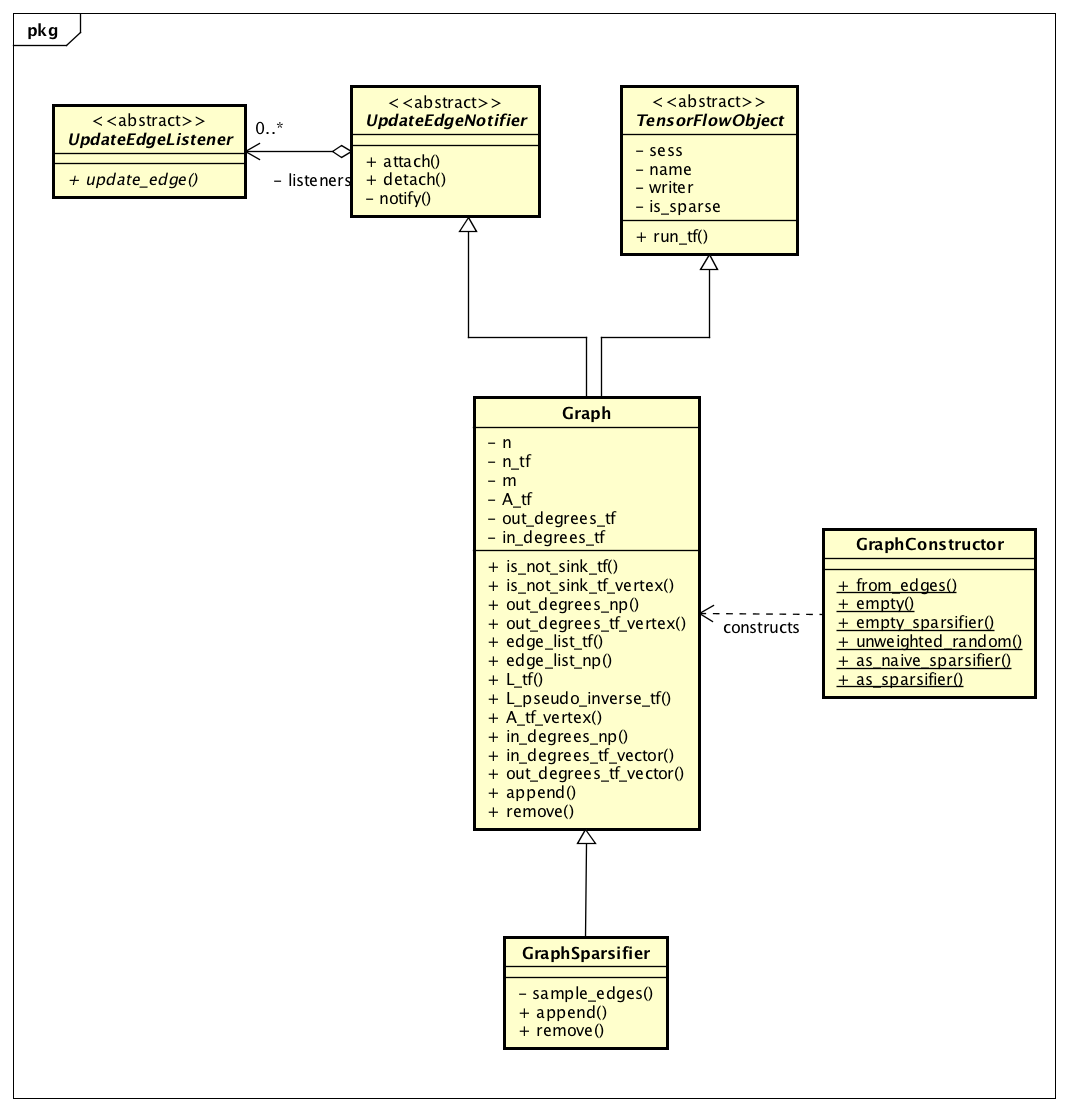 pkg
<<abstract>>
UpdateEdgeListener
+ update_edge()
0..*
- listeners
<<abstract>>
UpdateEdgeNotifier
+ attach()
+ detach()
- notify()
<<abstract>>
TensorFlowObject
- sess
- name
- writer
- is_sparse
+ run_tf()
Graph
- n
- n_tf
- m
- A_tf
- out_degrees_tf
- in_degrees_tf
+ is_not_sink_tf()
+ is_not_sink_tf_vertex()
+ out_degrees_np()
+ out_degrees_tf_vertex()
+ edge_list_tf()
+ edge_list_np()
+ L_tf()
+ L_pseudo_inverse_tf()
+ A_tf_vertex()
+ in_degrees_np()
+ in_degrees_tf_vector()
+ out_degrees_tf_vector()
+ append()
+ remove()
constructs
GraphConstructor
+ from_edges()
+ empty()
+ empty_sparsifier()
+ unweighted_random()
+ as_naive_sparsifier()
+ as_sparsifier()
GraphSparsifier
- sample_edges()
+ append()
+ remove()